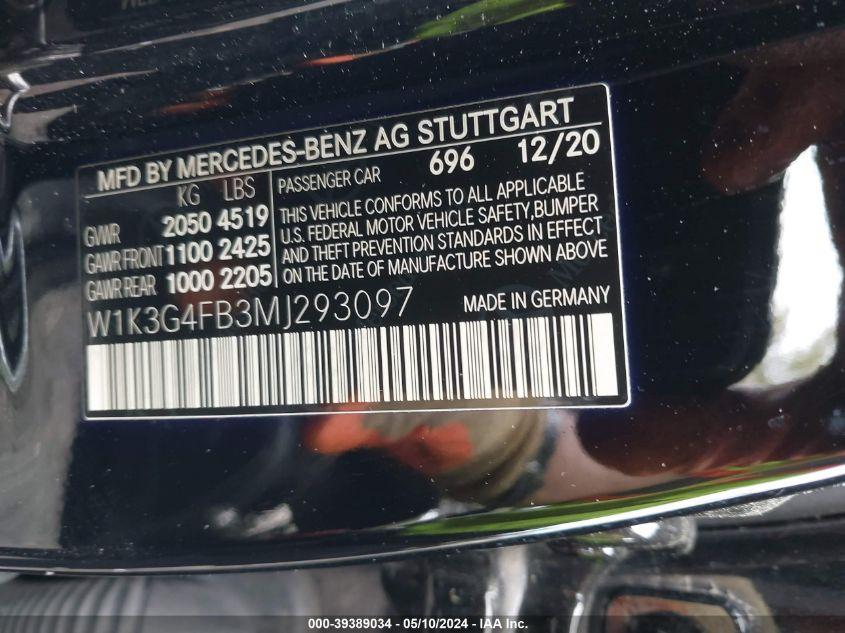 MFD BY MERCEDES-BENZ AG STUTTGART
KG LBS
GVWR 2050 4519
GAWR FRONT 1100 2425
GAWR REAR 1000 2205
PASSENGER CAR 696 12/20
THIS VEHICLE CONFORMS TO ALL APPLICABLE
U.S. FEDERAL MOTOR VEHICLE SAFETY,BUMPER
AND THEFT PREVENTION STANDARDS IN EFFECT
ON THE DATE OF MANUFACTURE SHOWN ABOVE
W1K3G4FB3MJ293097 MADE IN GERMANY
000-39389034 - 05/10/2024 - IAA Inc.